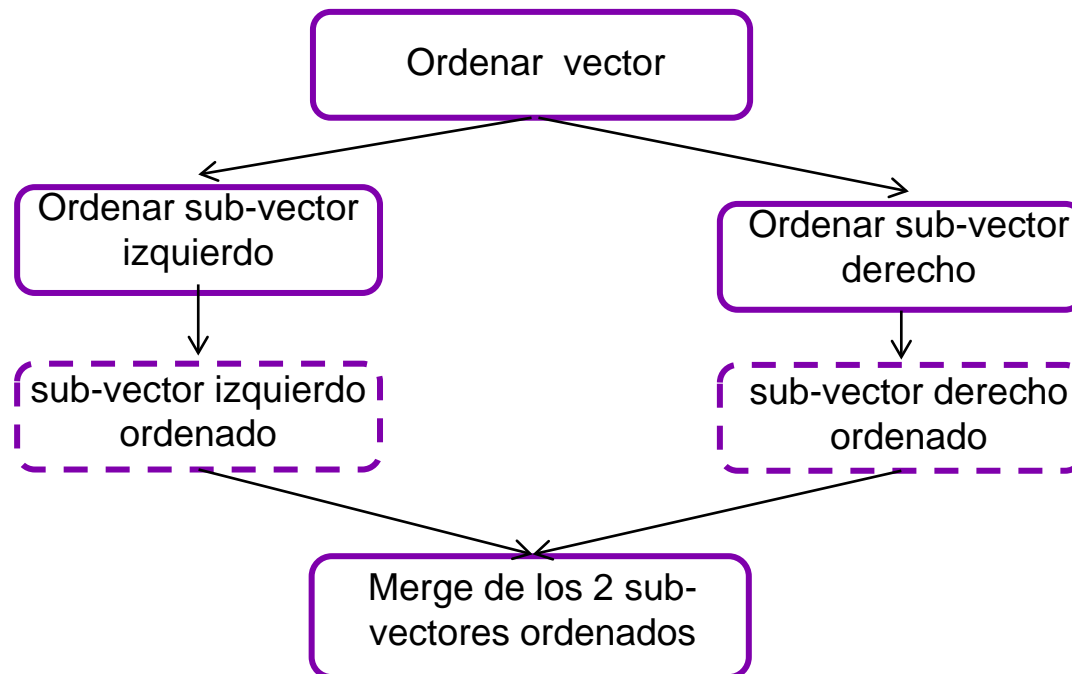 Ordenar vector
Ordenar sub-vector
izquierdo
Ordenar sub-vector
derecho
sub-vector izquierdo
ordenado
sub-vector derecho
ordenado
Merge de los 2 sub-
vectores ordenados